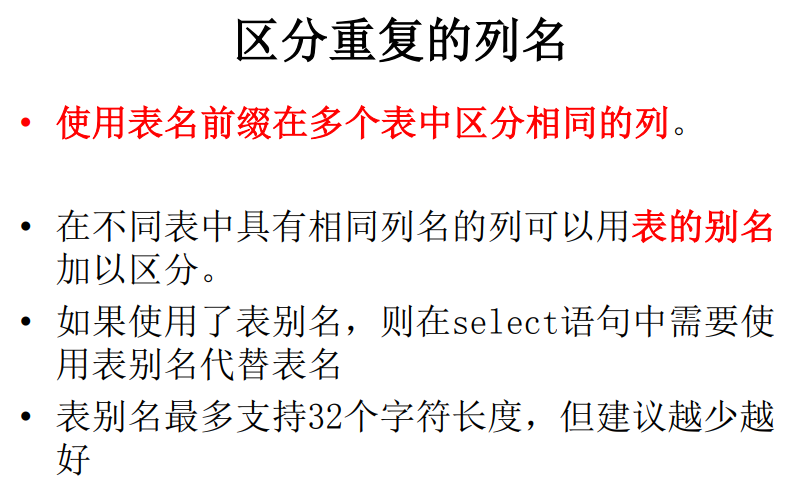 区分重复的列名
• 使用表名前缀在多个表中区分相同的列。
• 在不同表中具有相同列名的列可以用表的别名
加以区分。
• 如果使用了表别名，则在select语句中需要使
用表别名代替表名
• 表别名最多支持32个字符长度，但建议越少越
好